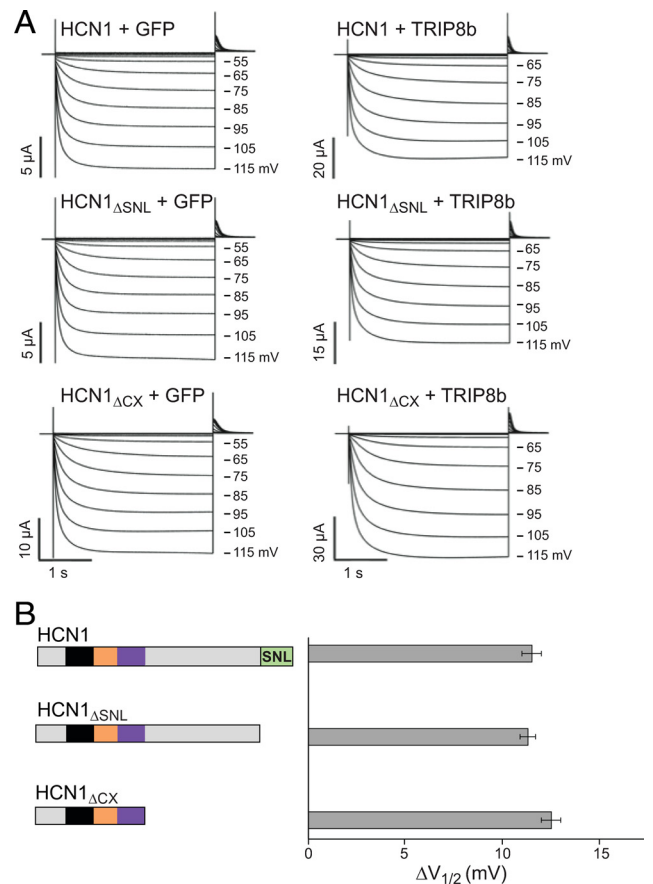 A
HCN1 + GFP
– 55
– 65
– 75
– 85
– 95
– 105
– 115 mV
5 µA
HCN1 + TRIP8b
– 65
– 75
– 85
– 95
– 105
– 115 mV
20 µA
HCN1ΔSNL + GFP
– 55
– 65
– 75
– 85
– 95
– 105
– 115 mV
5 µA
HCN1ΔSNL + TRIP8b
– 65
– 75
– 85
– 95
– 105
– 115 mV
15 µA
HCN1ΔCX + GFP
– 55
– 65
– 75
– 85
– 95
– 105
– 115 mV
10 µA
1 s
HCN1ΔCX + TRIP8b
– 65
– 75
– 85
– 95
– 105
– 115 mV
30 µA
1 s
B
HCN1
SNL
HCN1ΔSNL
HCN1ΔCX
0 5 10 15
ΔV1/2 (mV)